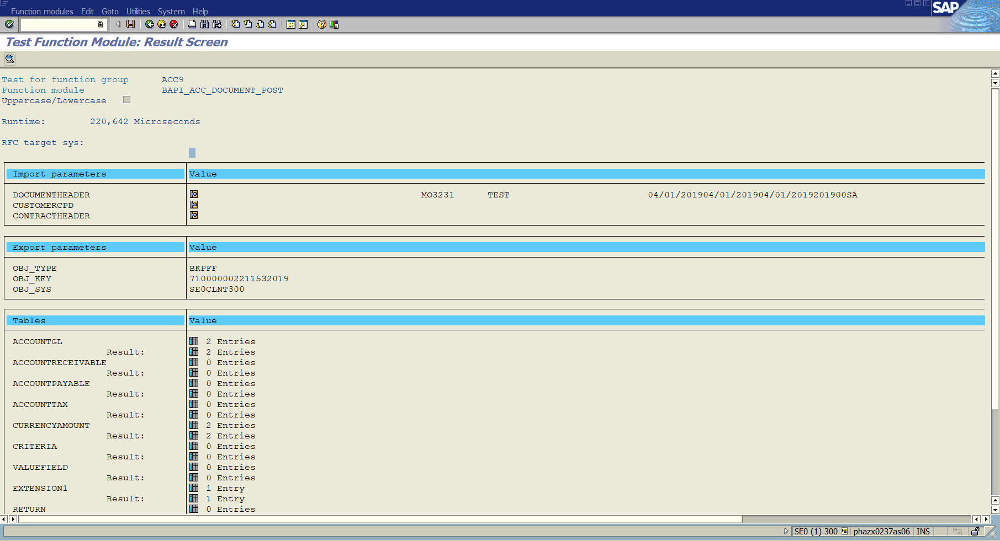 Function modules Edit Goto Utilities System Help
SAP
Test Function Module: Result Screen
Test for function group ACC9
Function module BAPI_ACC_DOCUMENT_POST
Uppercase/Lowercase
Runtime: 220,642 Microseconds
RFC target sys:
Import parameters Value
DOCUMENTHEADER MO3231 TEST 04/01/201904/01/201904/01/2019201900SA
CUSTOMERCPD
CONTRACTHEADER
Export parameters Value
OBJ_TYPE BKPFF
OBJ_KEY 710000002211532019
OBJ_SYS SE0CLNT300
Tables Value
ACCOUNTGL 2 Entries
Result: 2 Entries
ACCOUNTRECEIVABLE 0 Entries
Result: 0 Entries
ACCOUNTPAYABLE 0 Entries
Result: 0 Entries
ACCOUNTTAX 0 Entries
Result: 0 Entries
CURRENCYAMOUNT 2 Entries
Result: 2 Entries
CRITERIA 0 Entries
Result: 0 Entries
VALUEFIELD 0 Entries
Result: 0 Entries
EXTENSION1 1 Entry
Result: 1 Entry
RETURN 0 Entries
SE0 (1) 300 phazx0237as06 INS